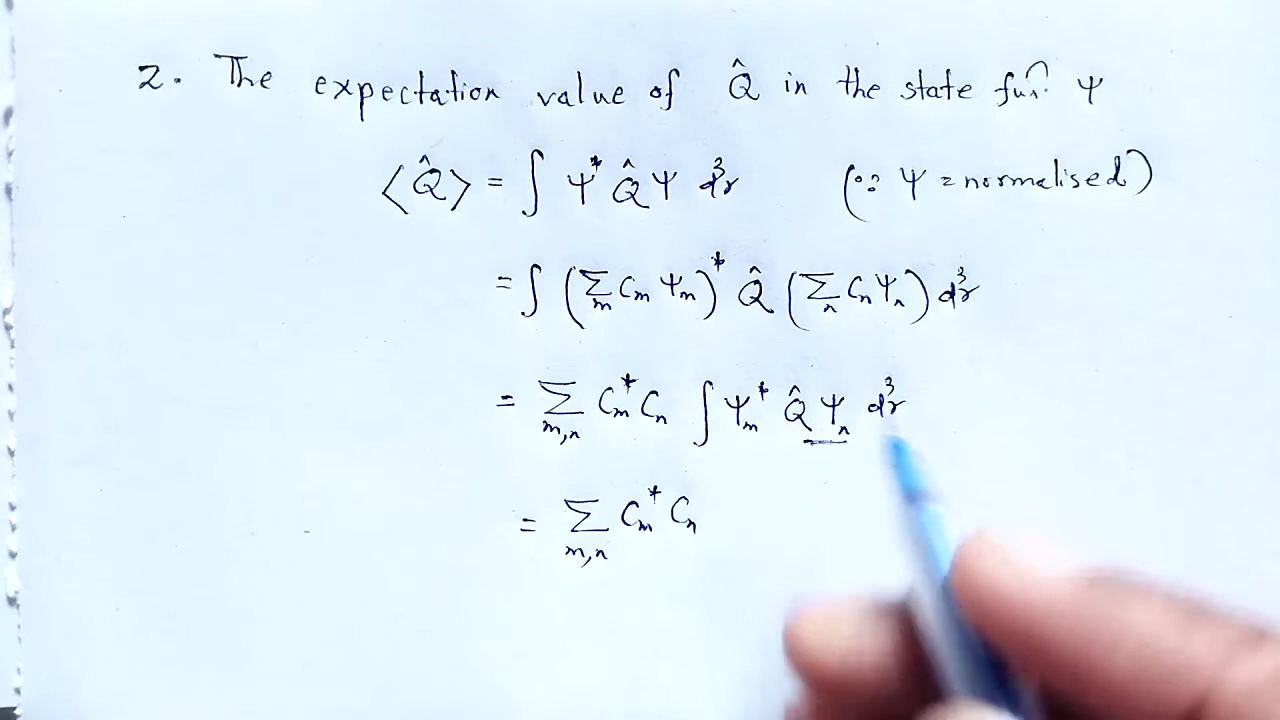 2. The expectation value of Q̂ in the state fun. ψ
⟨Q̂⟩ = ∫ ψ* Q̂ ψ d³r (∵ ψ = normalised)
= ∫ (Σₘ Cₘ ψₘ)* Q̂ (Σₙ Cₙ ψₙ) d³r
= Σₘ,ₙ Cₘ* Cₙ ∫ ψₘ* Q̂ ψₙ d³r
= Σₘ,ₙ Cₘ* Cₙ